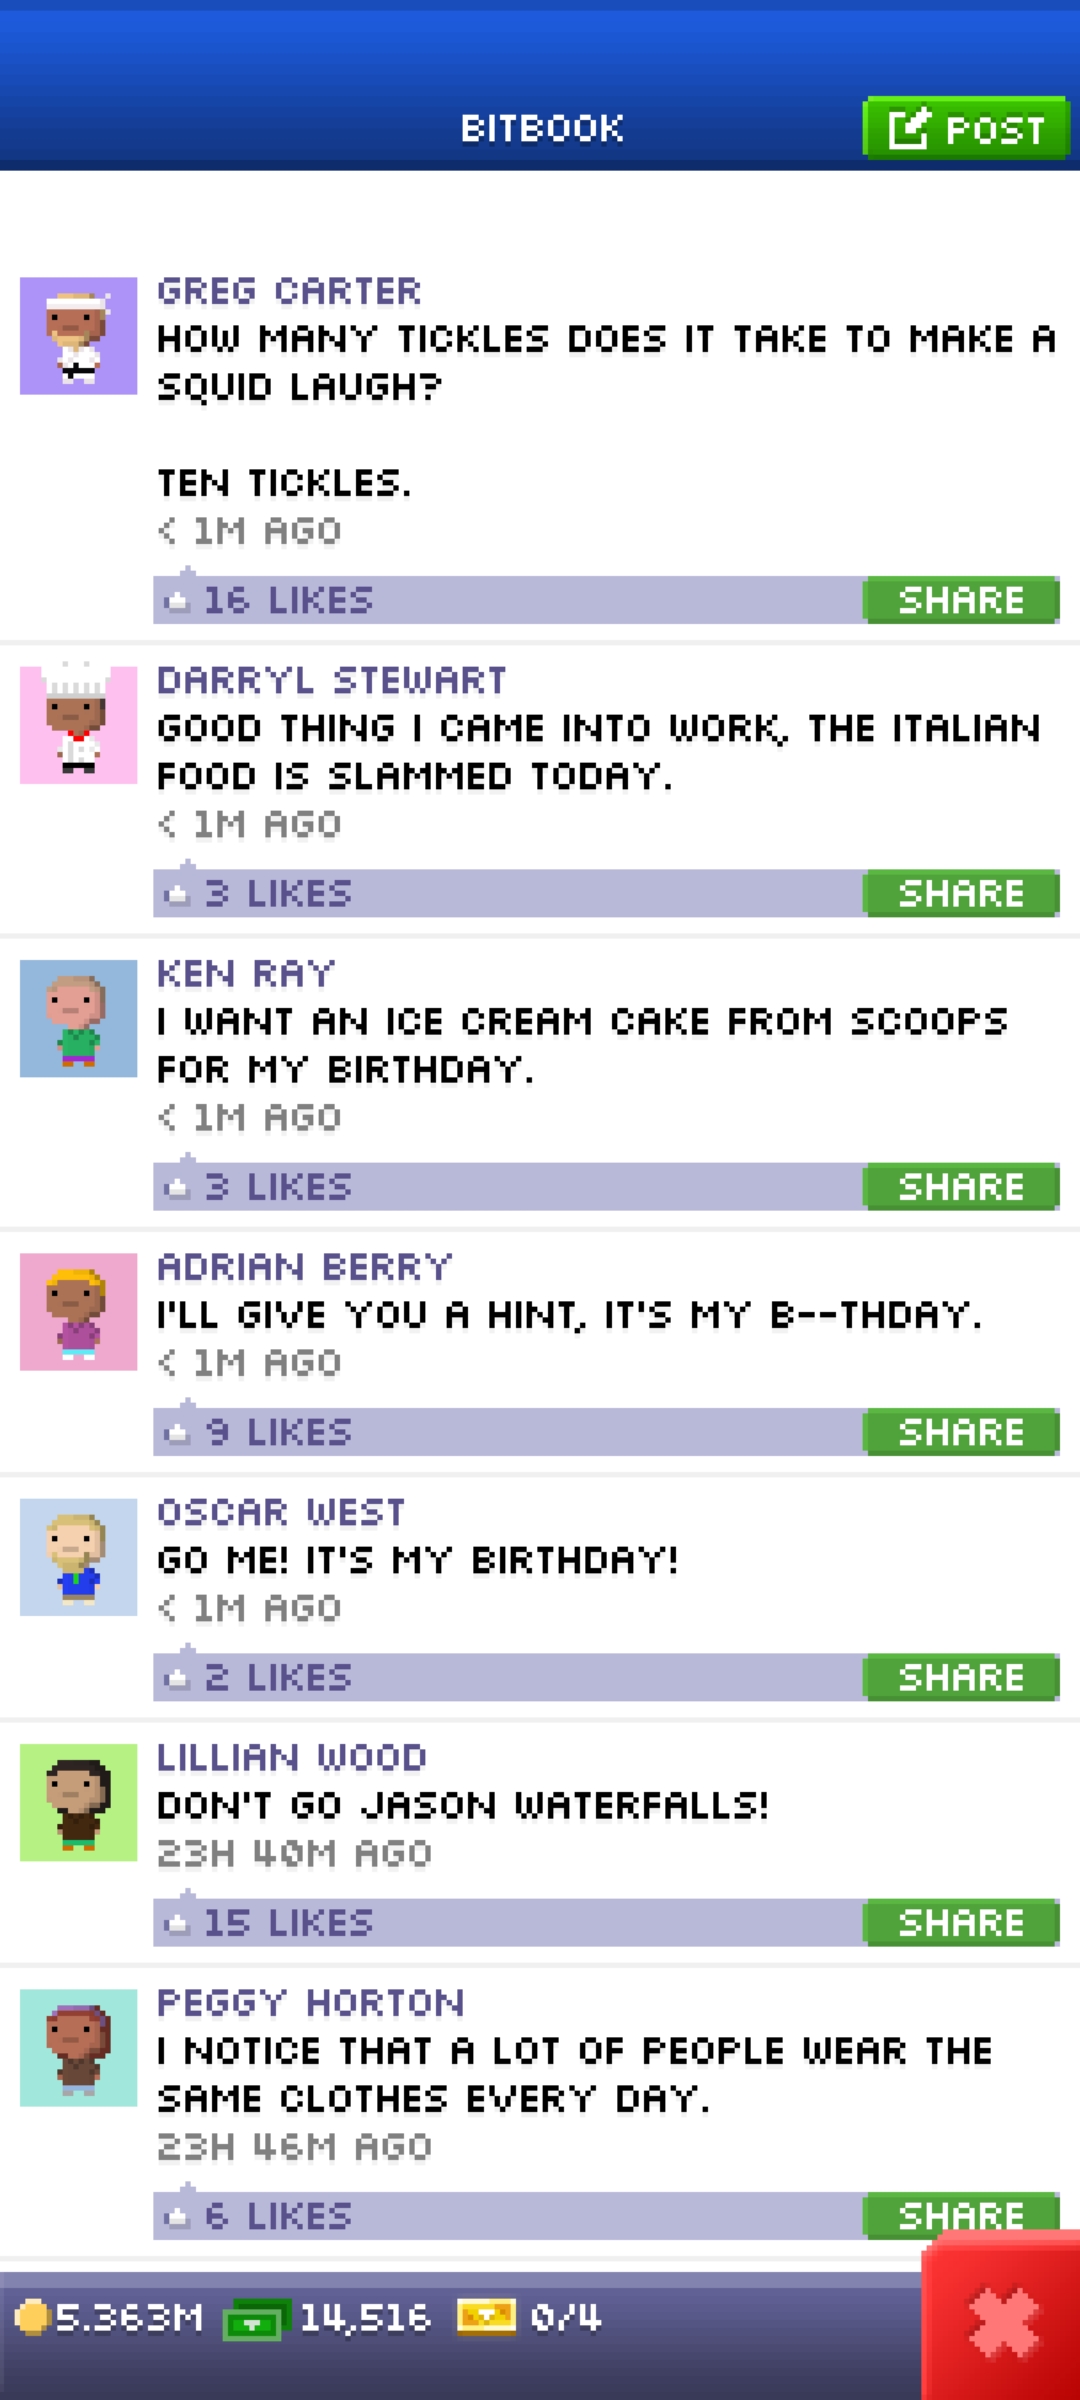 BITBOOK
POST
GREG CARTER
HOW MANY TICKLES DOES IT TAKE TO MAKE A
SQUID LAUGH?
TEN TICKLES.
< 1M AGO
16 LIKES
SHARE
DARRYL STEWART
GOOD THING I CAME INTO WORK, THE ITALIAN
FOOD IS SLAMMED TODAY.
< 1M AGO
3 LIKES
SHARE
KEN RAY
I WANT AN ICE CREAM CAKE FROM SCOOPS
FOR MY BIRTHDAY.
< 1M AGO
3 LIKES
SHARE
ADRIAN BERRY
I'LL GIVE YOU A HINT, IT'S MY B--THDAY.
< 1M AGO
9 LIKES
SHARE
OSCAR WEST
GO ME! IT'S MY BIRTHDAY!
< 1M AGO
2 LIKES
SHARE
LILLIAN WOOD
DON'T GO JASON WATERFALLS!
23H 40M AGO
15 LIKES
SHARE
PEGGY HORTON
I NOTICE THAT A LOT OF PEOPLE WEAR THE
SAME CLOTHES EVERY DAY.
23H 46M AGO
6 LIKES
SHARE
5.363M 14,516 0/4